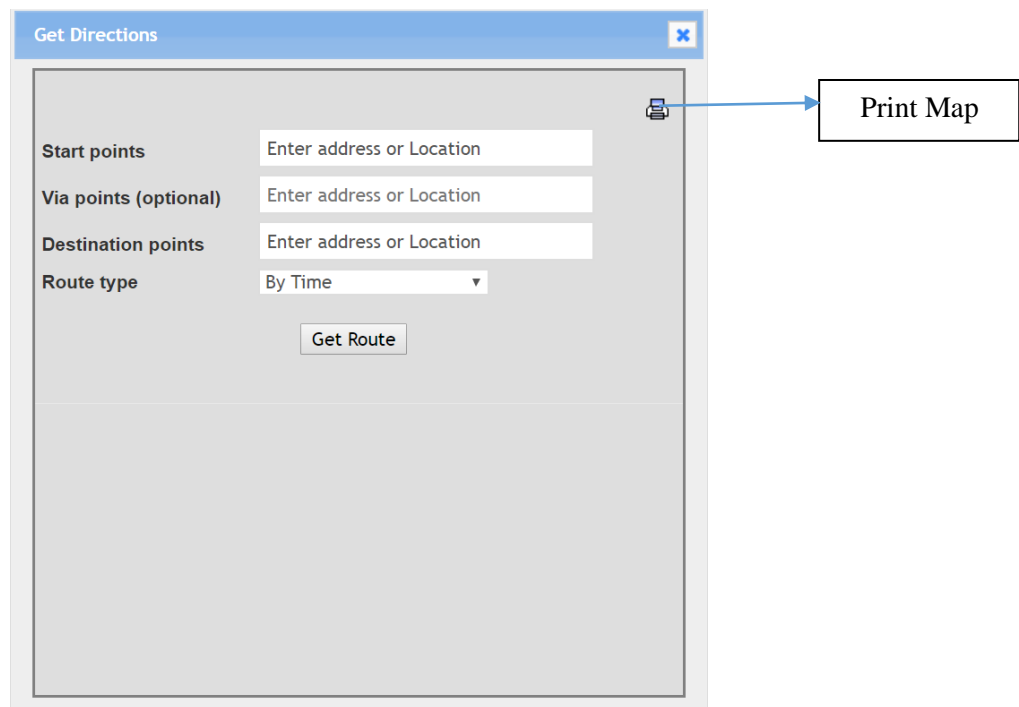 Get Directions
Print Map
Start points Enter address or Location
Via points (optional) Enter address or Location
Destination points Enter address or Location
Route type By Time
Get Route